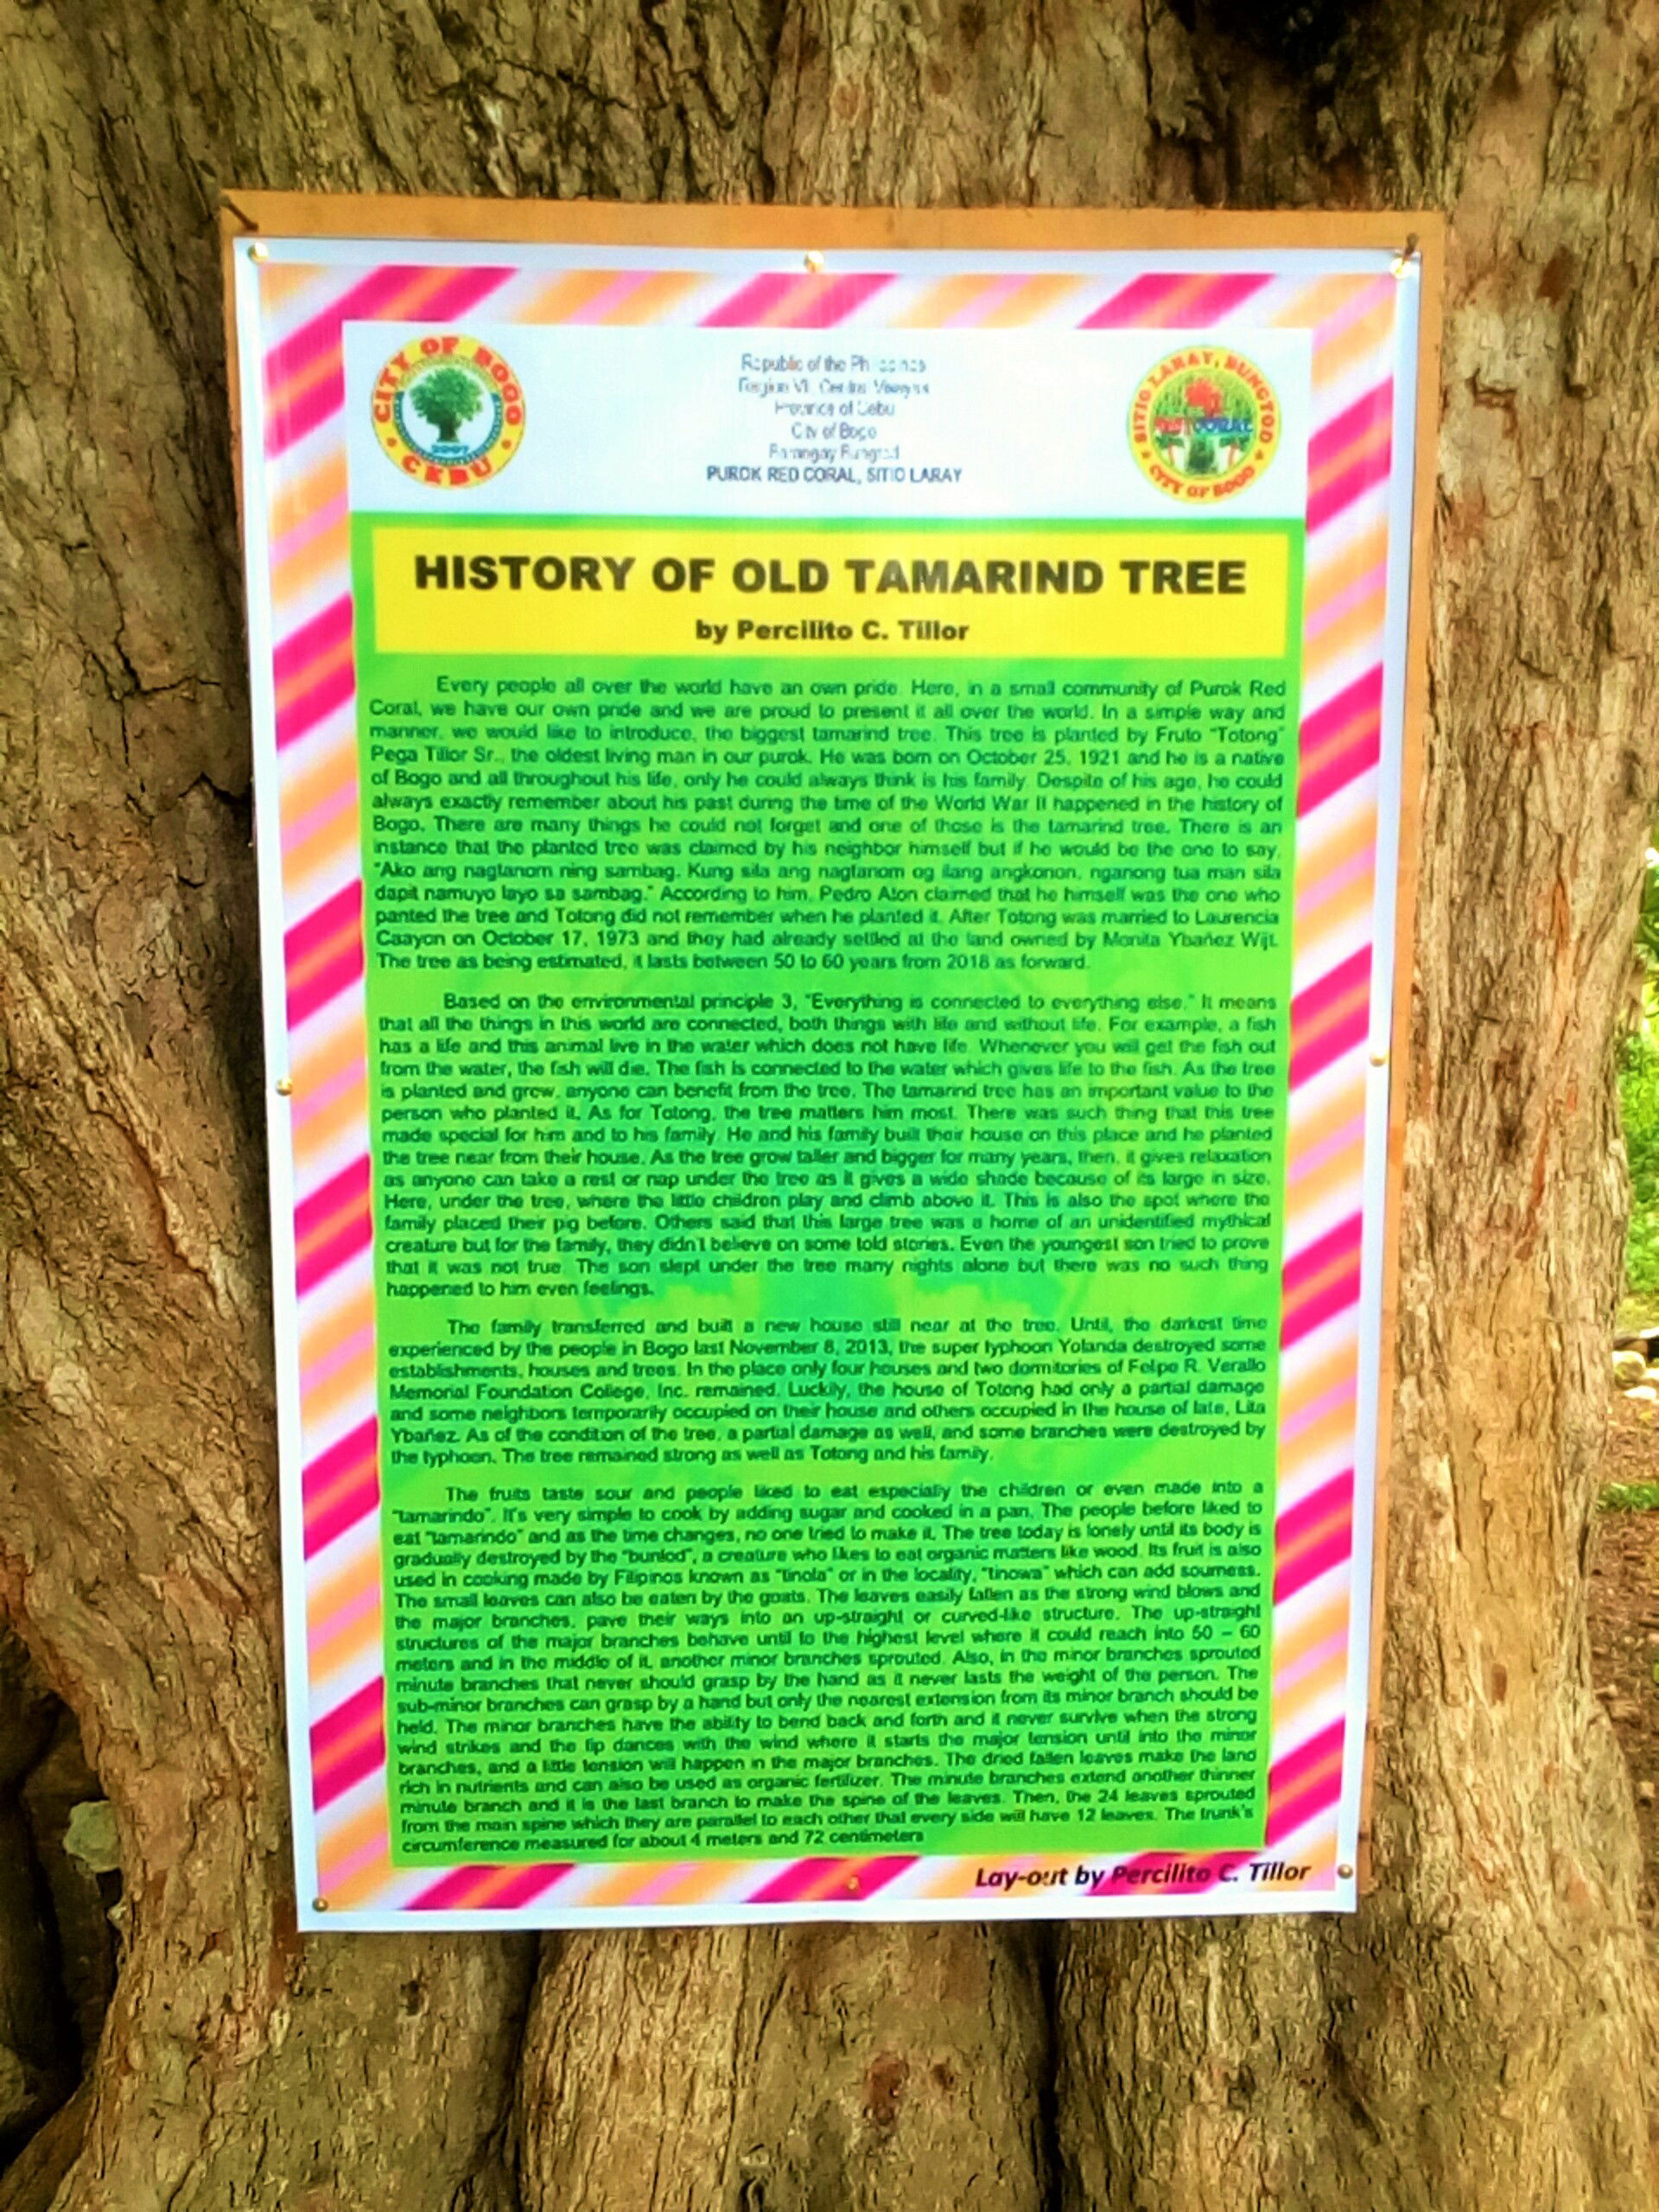 CITY OF BOGO
CEBU
Republic of the Philippines
Region VII, Central Visayas
Province of Cebu
City of Bogo
Barangay Bungtod
PUROK RED CORAL, SITIO LARAY
SITIO LARAY, BUNGTOD
RED CORAL
CITY OF BOGO
HISTORY OF OLD TAMARIND TREE
by Percilito C. Tillor
Every people all over the world have an own pride. Here, in a small community of Purok Red
Coral, we have our own pride and we are proud to present it all over the world. In a simple way and
manner, we would like to introduce, the biggest tamarind tree. This tree is planted by Fruto "Totong"
Pega Tillor Sr., the oldest living man in our purok. He was born on October 25, 1921 and he is a native
of Bogo and all throughout his life, only he could always think is his family. Despite of his age, he could
always exactly remember about his past during the time of the World War II happened in the history of
Bogo. There are many things he could not forget and one of those is the tamarind tree. There is an
instance that the planted tree was claimed by his neighbor himself but if he would be the one to say,
"Ako ang nagtanom ning sambag. Kung sila ang nagtanom og ilang angkonon, nganong tua man sila
dapit namuyo layo sa sambag." According to him, Pedro Aton claimed that he himself was the one who
panted the tree and Totong did not remember when he planted it. After Totong was married to Laurencia
Caayon on October 17, 1973 and they had already settled at the land owned by Monita Ybañez Wijt.
The tree as being estimated, it lasts between 50 to 60 years from 2018 as forward.
Based on the environmental principle 3, "Everything is connected to everything else." It means
that all the things in this world are connected, both things with life and without life. For example, a fish
has a life and this animal live in the water which does not have life. Whenever you will get the fish out
from the water, the fish will die. The fish is connected to the water which gives life to the fish. As the tree
is planted and grew, anyone can benefit from the tree. The tamarind tree has an important value to the
person who planted it. As for Totong, the tree matters him most. There was such thing that this tree
made special for him and to his family. He and his family built their house on this place and he planted
the tree near from their house. As the tree grow taller and bigger for many years, then, it gives relaxation
as anyone can take a rest or nap under the tree as it gives a wide shade because of its large in size.
Here, under the tree, where the little children play and climb above it. This is also the spot where the
family placed their pig before. Others said that this large tree was a home of an unidentified mythical
creature but for the family, they didn't believe on some told stories. Even the youngest son tried to prove
that it was not true. The son slept under the tree many nights alone but there was no such thing
happened to him even feelings.
The family transferred and built a new house still near at the tree. Until, the darkest time
experienced by the people in Bogo last November 8, 2013, the super typhoon Yolanda destroyed some
establishments, houses and trees. In the place only four houses and two dormitories of Felipe R. Verallo
Memorial Foundation College, Inc. remained. Luckily, the house of Totong had only a partial damage
and some neighbors temporarily occupied on their house and others occupied in the house of late, Lita
Ybañez. As of the condition of the tree, a partial damage as well, and some branches were destroyed by
the typhoon. The tree remained strong as well as Totong and his family.
The fruits taste sour and people liked to eat especially the children or even made into a
"tamarindo". It's very simple to cook by adding sugar and cooked in a pan. The people before liked to
eat "tamarindo" and as the time changes, no one tried to make it. The tree today is lonely until its body is
gradually destroyed by the "bunlod", a creature who likes to eat organic matters like wood. Its fruit is also
used in cooking made by Filipinos known as "tinola" or in the locality, "tinowa" which can add sourness.
The small leaves can also be eaten by the goats. The leaves easily fallen as the strong wind blows and
the major branches, pave their ways into an up-straight or curved-like structure. The up-straight
structures of the major branches behave until to the highest level where it could reach into 50 – 60
meters and in the middle of it, another minor branches sprouted. Also, in the minor branches sprouted
minute branches that never should grasp by the hand as it never lasts the weight of the person. The
sub-minor branches can grasp by a hand but only the nearest extension from its minor branch should be
held. The minor branches have the ability to bend back and forth and it never survive when the strong
wind strikes and the tip dances with the wind where it starts the major tension until into the minor
branches, and a little tension will happen in the major branches. The dried fallen leaves make the land
rich in nutrients and can also be used as organic fertilizer. The minute branches extend another thinner
minute branch and it is the last branch to make the spine of the leaves. Then, the 24 leaves sprouted
from the main spine which they are parallel to each other that every side will have 12 leaves. The trunk's
circumference measured for about 4 meters and 72 centimeters
Lay-out by Percilito C. Tillor